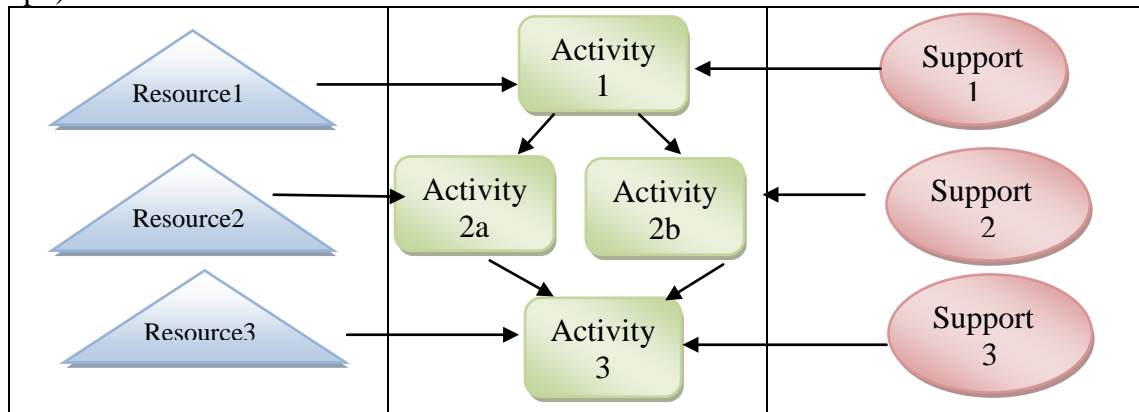 Resource1
Activity
1
Support
1
Resource2
Activity
2a
Activity
2b
Support
2
Resource3
Activity
3
Support
3